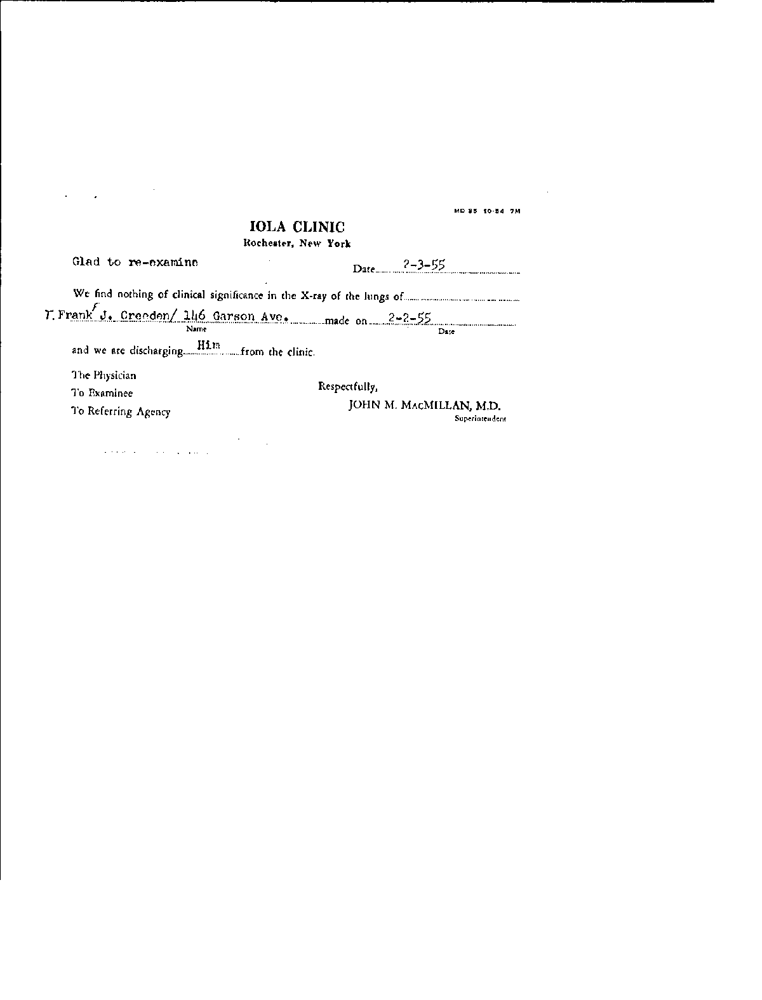 MD 85 10-54 7M
IOLA CLINIC
Rochester, New York
Glad to re-examine
Date 2-3-55
We find nothing of clinical significance in the X-ray of the lungs of
Frank J. Creeden/ 146 Garson Ave. made on 2-2-55
Name Date
and we are discharging Him from the clinic.
The Physician
To Examinee
Respectfully,
To Referring Agency
JOHN M. MACMILLAN, M.D.
Superintendent